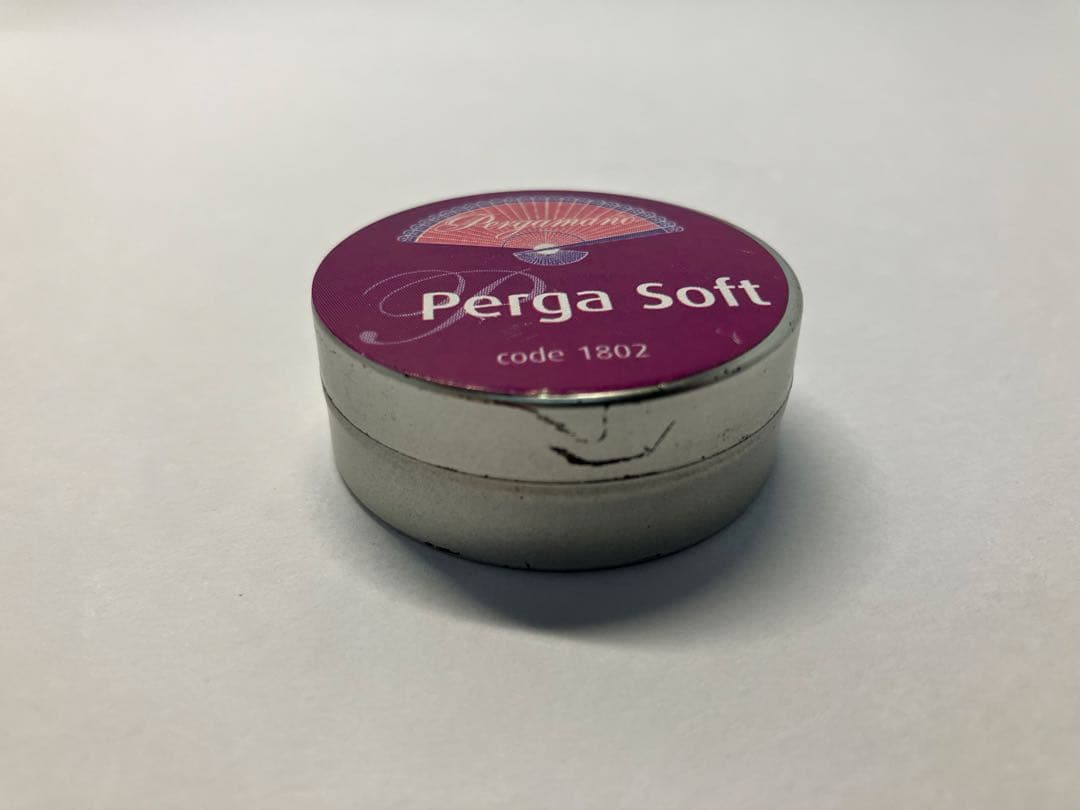 Pergamano
P
Perga Soft
code 1802